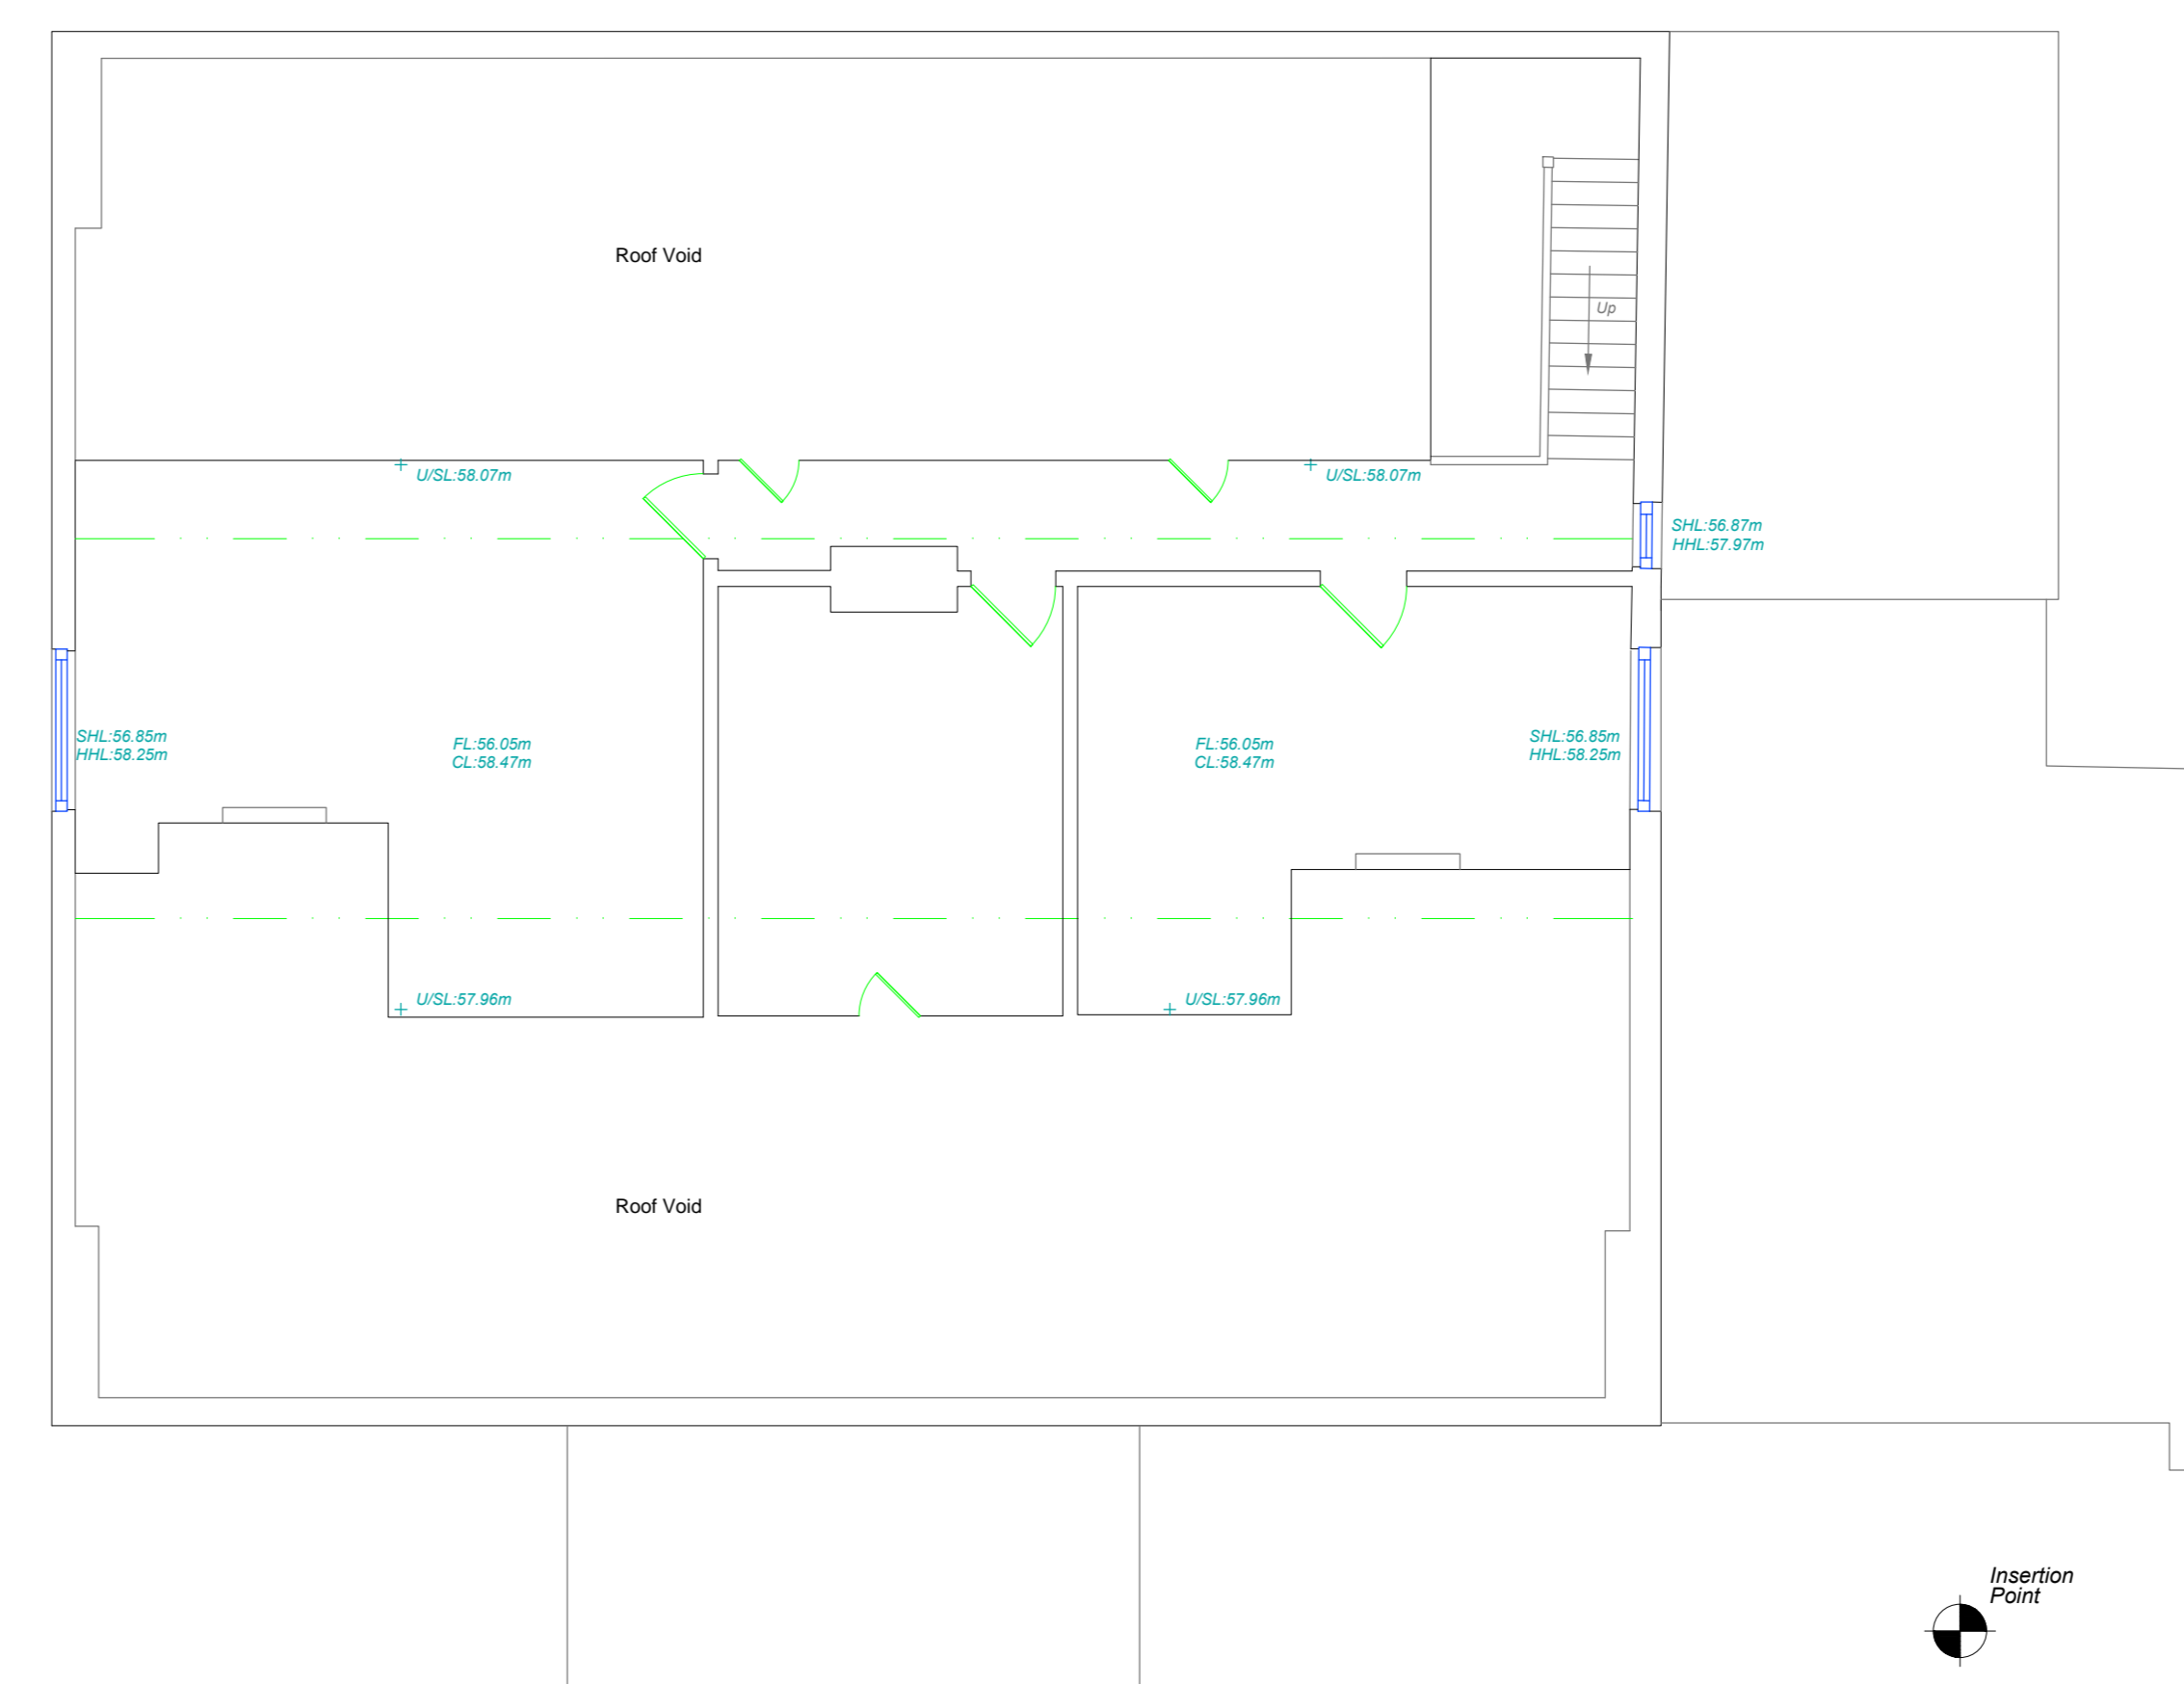 Roof Void
Up
U/SL:58.07m
U/SL:58.07m
SHL:56.87m
HHL:57.97m
SHL:56.85m
HHL:58.25m
FL:56.05m
CL:58.47m
FL:56.05m
CL:58.47m
SHL:56.85m
HHL:58.25m
U/SL:57.96m
U/SL:57.96m
Roof Void
Insertion
Point